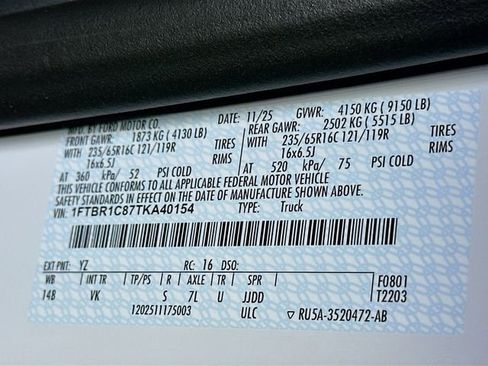 MFD. BY FORD MOTOR CO. DATE: 11/25 GVWR: 4150 KG ( 9150 LB)
FRONT GAWR: 1873 KG ( 4130 LB) REAR GAWR: 2502 KG ( 5515 LB)
WITH 235/65R16C 121/119R TIRES WITH 235/65R16C 121/119R TIRES
16x6.5J RIMS 16x6.5J RIMS
AT 360 kPa/ 52 PSI COLD AT 520 kPa/ 75 PSI COLD
THIS VEHICLE CONFORMS TO ALL APPLICABLE FEDERAL MOTOR VEHICLE
SAFETY STANDARDS IN EFFECT ON THE DATE OF MANUFACTURE SHOWN ABOVE.
VIN: 1FTBR1C87TKA40154 TYPE: Truck
EXT PNT: YZ RC: 16 DSO:
WB INT TR TP/PS R AXLE TR SPR F0801
14B VK S 7L U JJDD T2203
1202511175003 ULC ▽ RU5A-3520472-AB